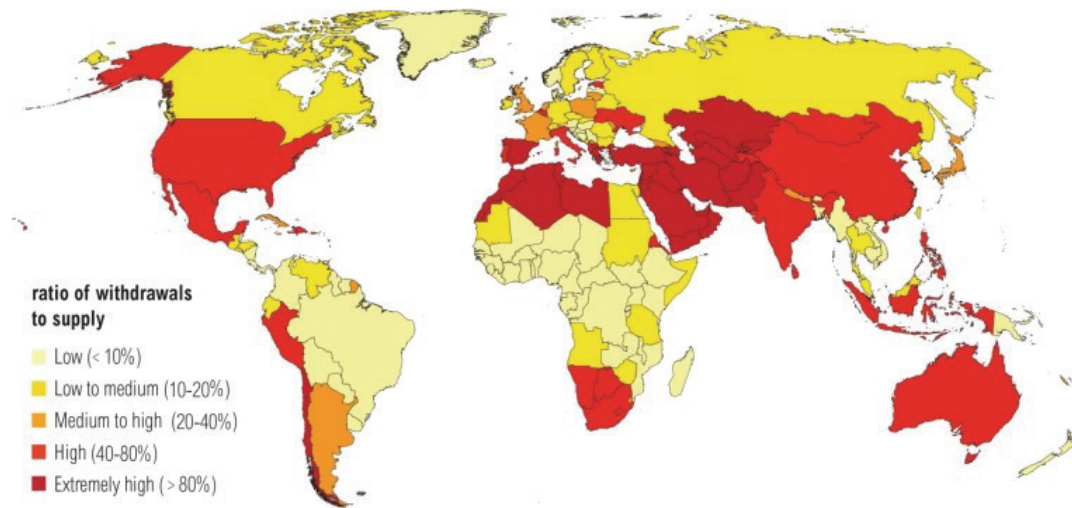 ratio of withdrawals
to supply
Low (< 10%)
Low to medium (10-20%)
Medium to high (20-40%)
High (40-80%)
Extremely high (> 80%)